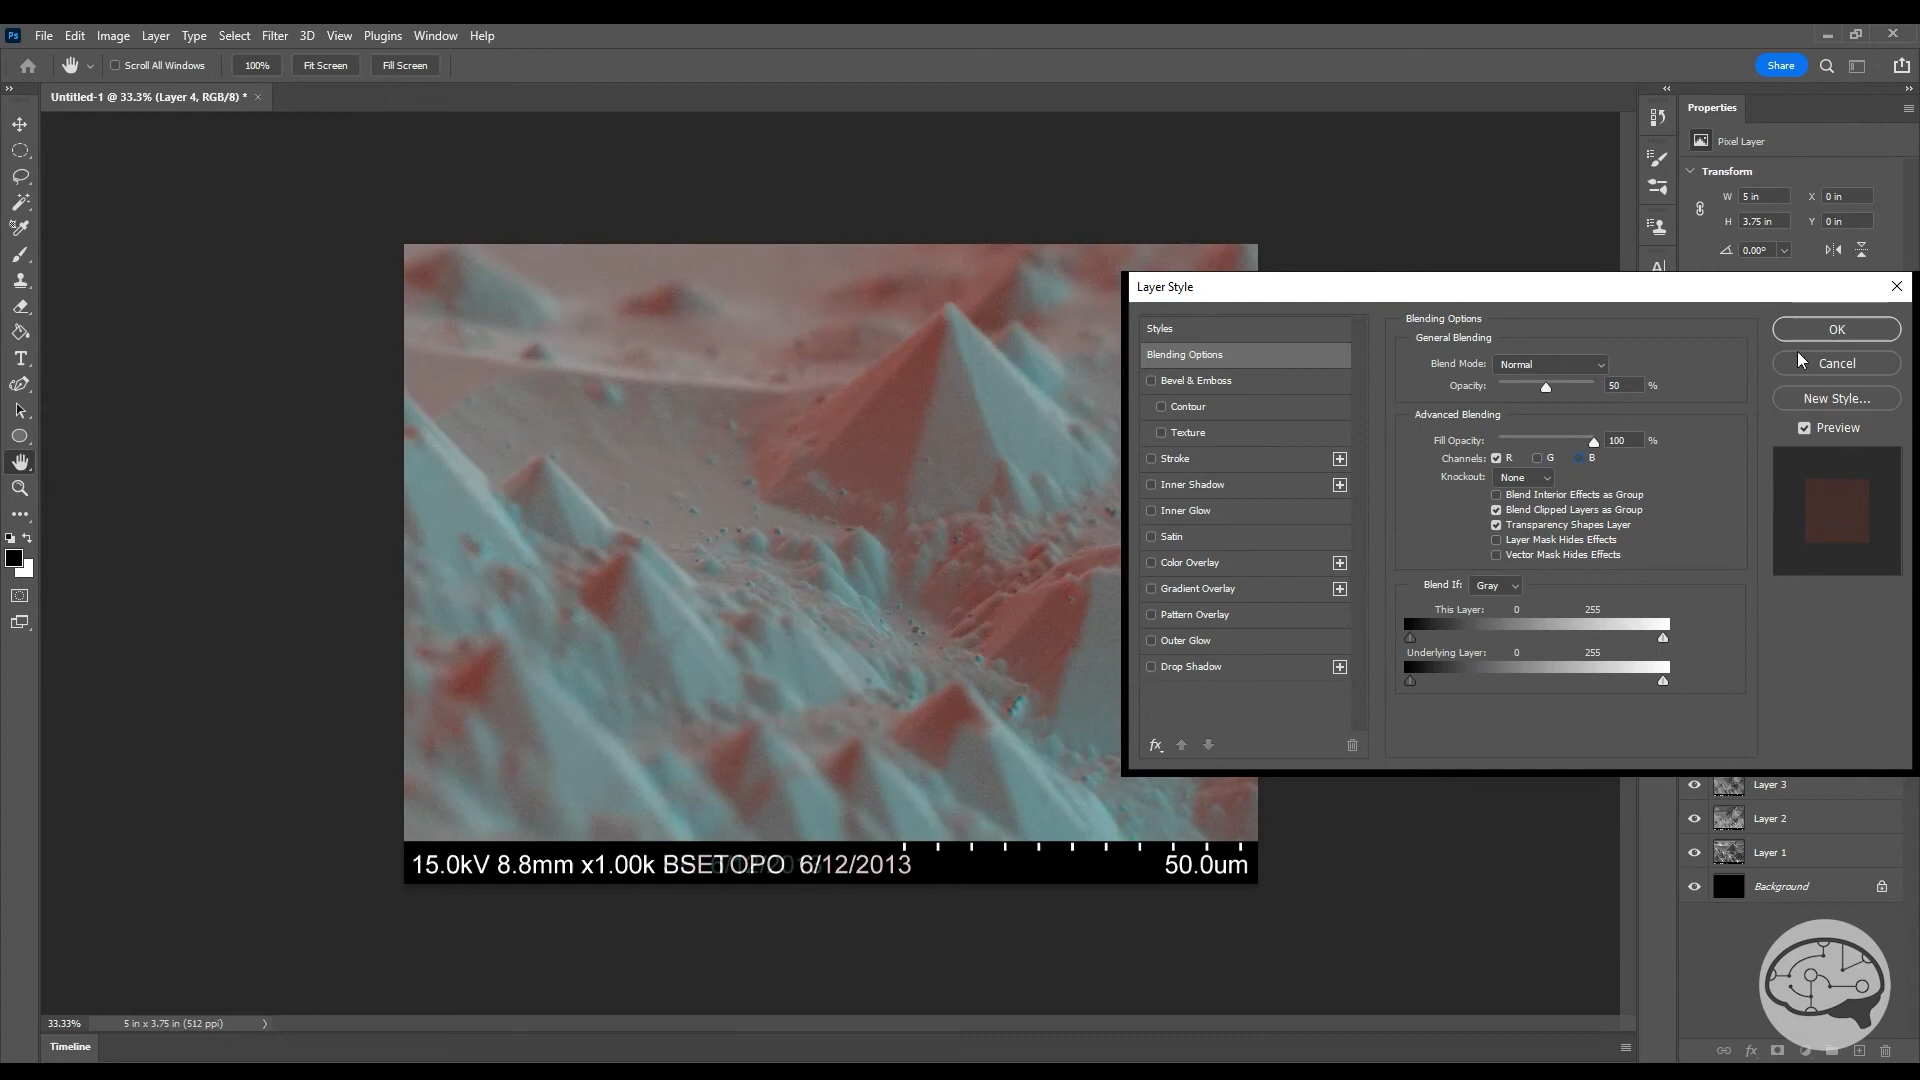 Ps File Edit Image Layer Type Select Filter 3D View Plugins Window Help
Scroll All Windows 100% Fit Screen Fill Screen Share
Untitled-1 @ 33.3% (Layer 4, RGB/8) * ×
Properties
Pixel Layer
Transform
W 5 in X 0 in
H 3.75 in Y 0 in
0.00°
A|
Layer Style
Styles
Blending Options
Bevel & Emboss
Contour
Texture
Stroke
Inner Shadow
Inner Glow
Satin
Color Overlay
Gradient Overlay
Pattern Overlay
Outer Glow
Drop Shadow
fx
Blending Options
General Blending
Blend Mode: Normal
Opacity: 50 %
Advanced Blending
Fill Opacity: 100 %
Channels: R G B
Knockout: None
Blend Interior Effects as Group
Blend Clipped Layers as Group
Transparency Shapes Layer
Layer Mask Hides Effects
Vector Mask Hides Effects
Blend If: Gray
This Layer: 0 255
Underlying Layer: 0 255
OK
Cancel
New Style...
Preview
Layer 3
Layer 2
Layer 1
Background
15.0kV 8.8mm x1.00k BSETOPO 6/12/2013 50.0um
33.33% 5 in x 3.75 in (512 ppi)
Timeline
fx